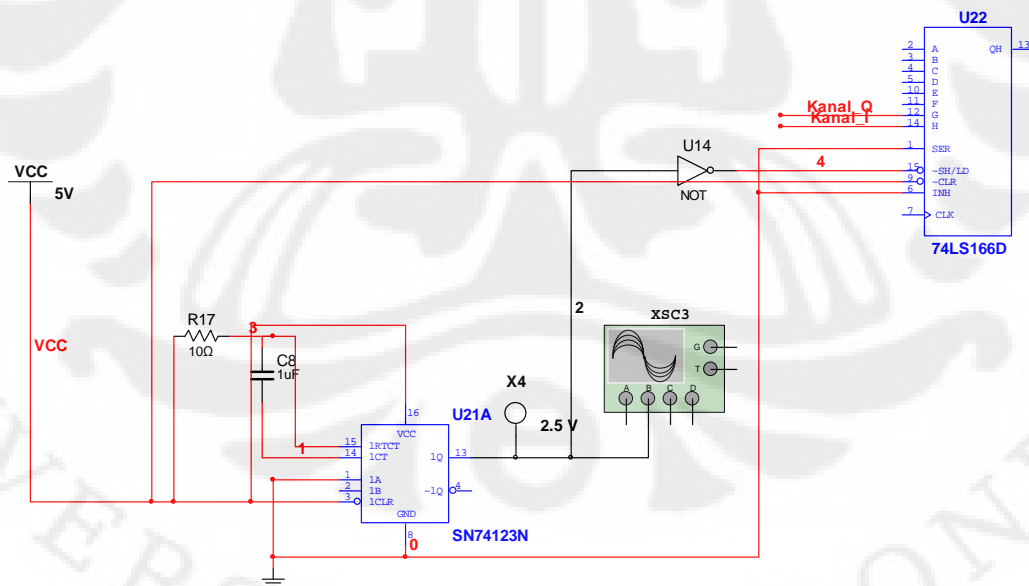 U22
2
A
QH
13
3
B
4
C
5
D
10
E
11
F
Kanal_Q
12
G
Kanal_I
14
H
1
SER
U14
4
15
~SH/LD
9
~CLR
6
INH
NOT
7
CLK
74LS166D
VCC
5V
VCC
R17
10Ω
3
C8
1uF
2
XSC3
G
T
A
B
C
D
X4
2.5 V
16
U21A
VCC
15
1RTCT
1
14
1CT
1Q
13
1
1A
2
1B
3
1CLR
~1Q
4
GND
8
SN74123N
0